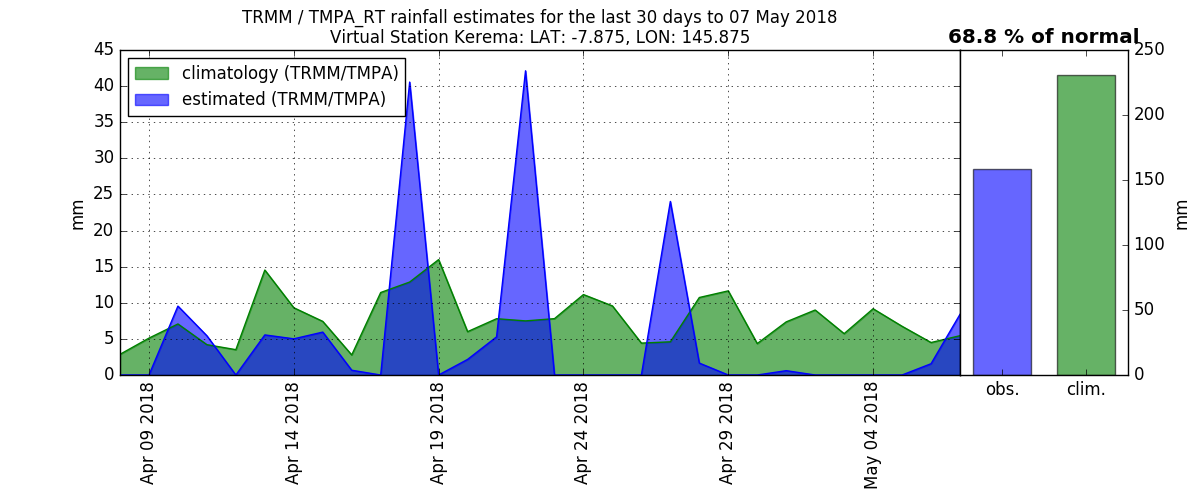 TRMM / TMPA_RT rainfall estimates for the last 30 days to 07 May 2018
Virtual Station Kerema: LAT: -7.875, LON: 145.875
68.8 % of normal
climatology (TRMM/TMPA)
estimated (TRMM/TMPA)
45
40
35
30
25
20
15
10
5
0
mm
Apr 09 2018
Apr 14 2018
Apr 19 2018
Apr 24 2018
Apr 29 2018
May 04 2018
250
200
150
100
50
0
mm
obs.
clim.